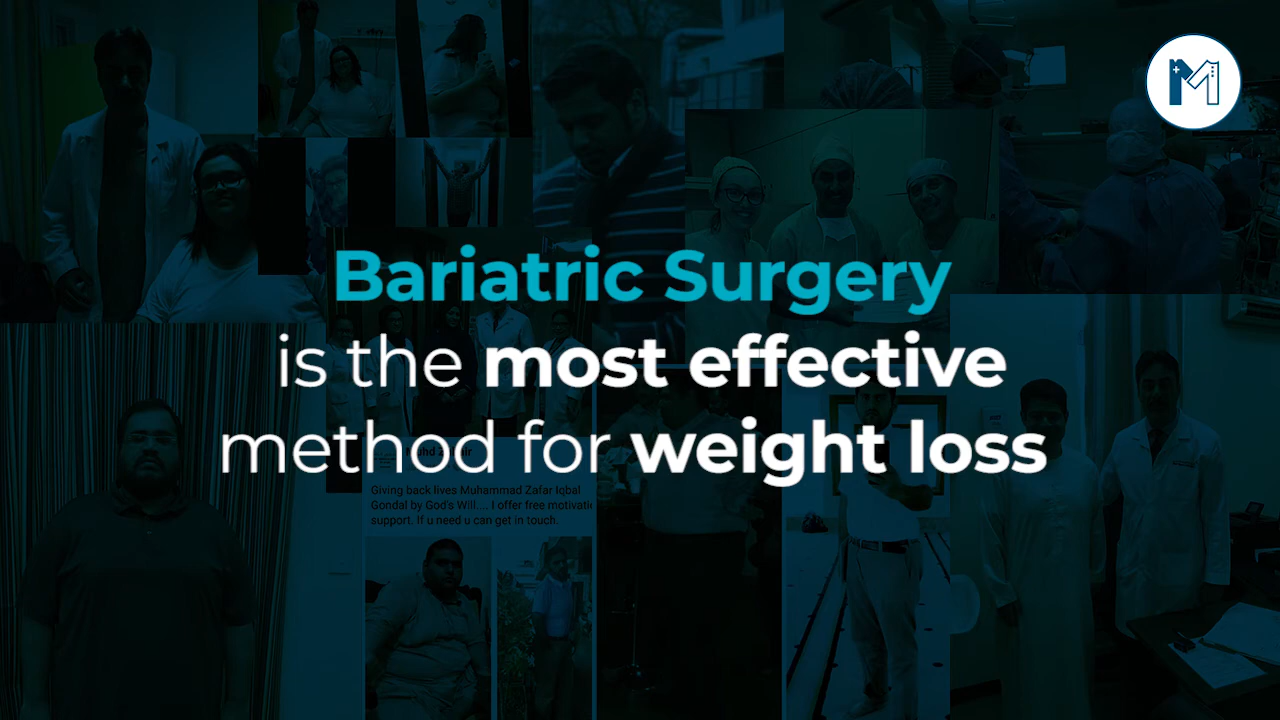 Bariatric Surgery
is the most effective
method for weight loss
Giving back lives Muhammad Zafar Iqbal
Gondal by God's Will.... I offer free motivati
support. If u need u can get in touch.
M